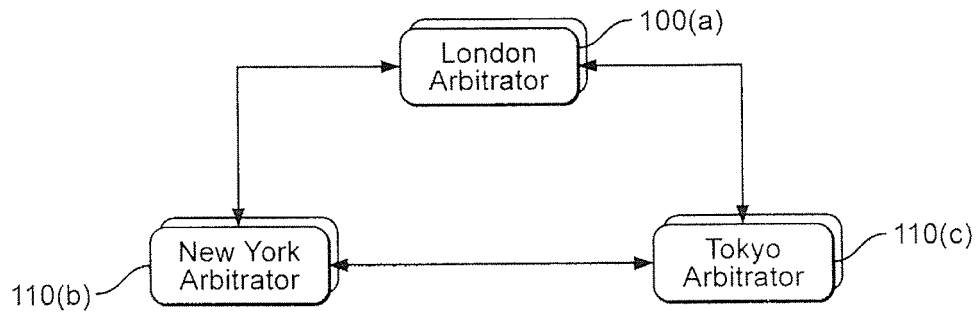 100(a)
London
Arbitrator
New York
Arbitrator
110(b)
Tokyo
Arbitrator
110(c)